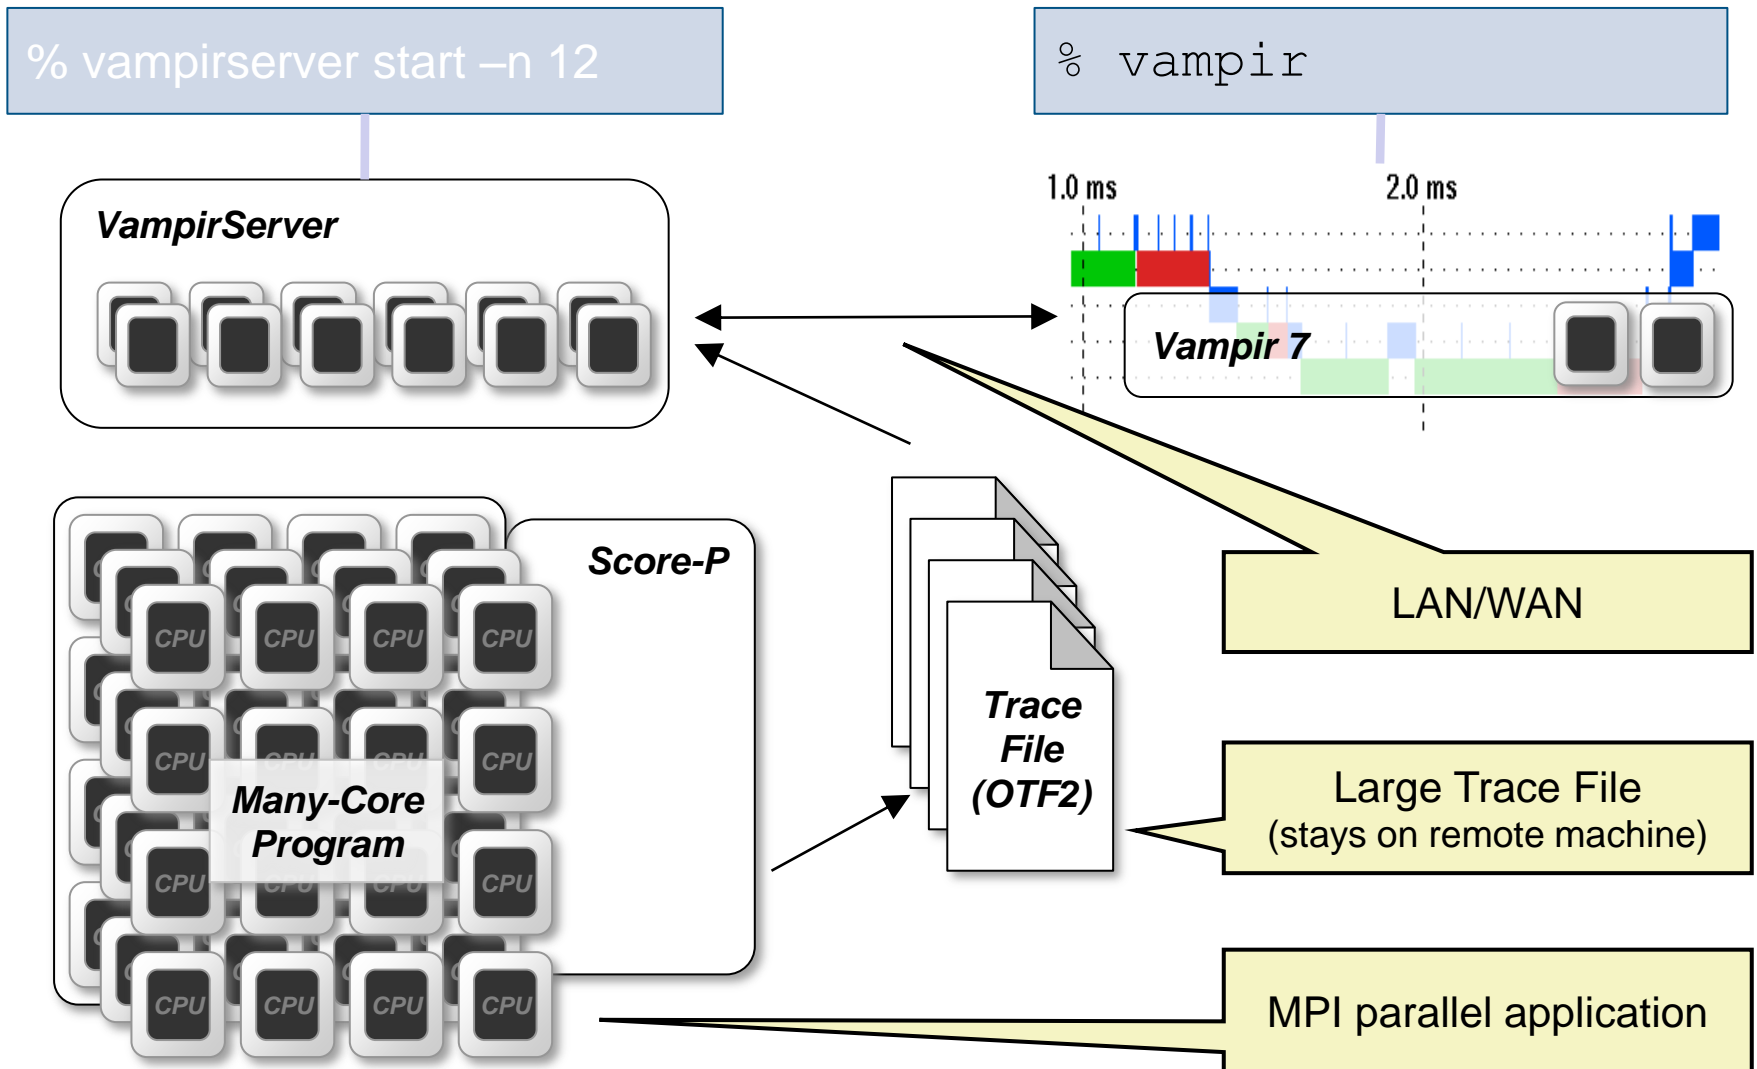 % vampirserver start –n 12
% vampir
VampirServer
1.0 ms
2.0 ms
Vampir 7
Score-P
CPU CPU CPU CPU
CPU CPU CPU CPU
Many-Core
Program
CPU CPU CPU CPU
CPU CPU CPU CPU
Trace
File
(OTF2)
LAN/WAN
Large Trace File
(stays on remote machine)
MPI parallel application